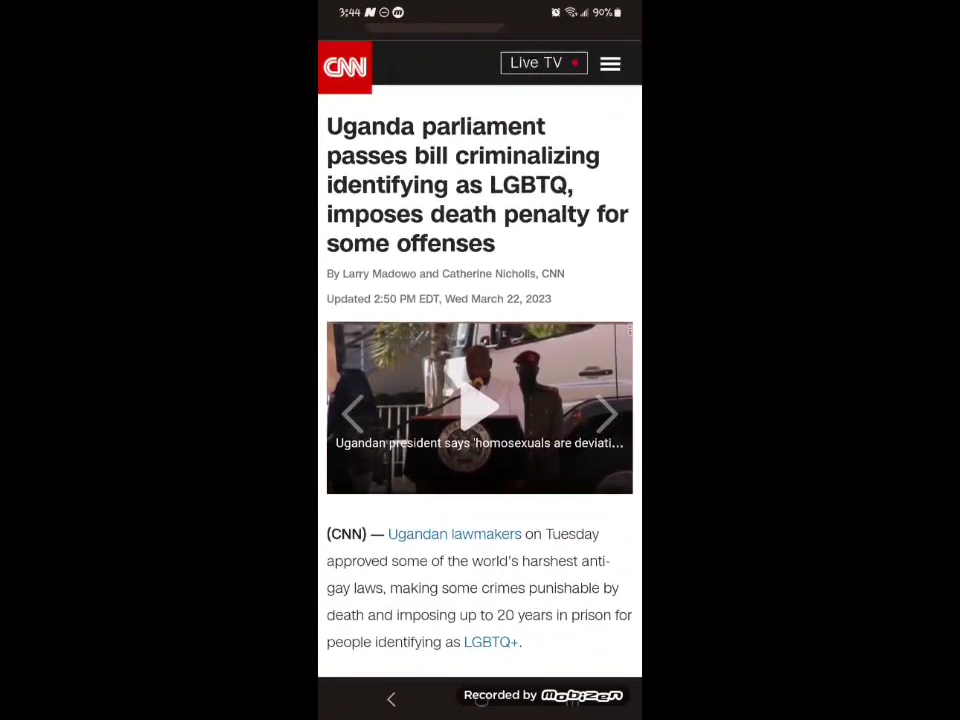 3:44
90%
CNN
Live TV
Uganda parliament
passes bill criminalizing
identifying as LGBTQ,
imposes death penalty for
some offenses
By Larry Madowo and Catherine Nicholls, CNN
Updated 2:50 PM EDT, Wed March 22, 2023
Ugandan president says 'homosexuals are deviati...
(CNN) — Ugandan lawmakers on Tuesday
approved some of the world's harshest anti-
gay laws, making some crimes punishable by
death and imposing up to 20 years in prison for
people identifying as LGBTQ+.
Recorded by mobizen